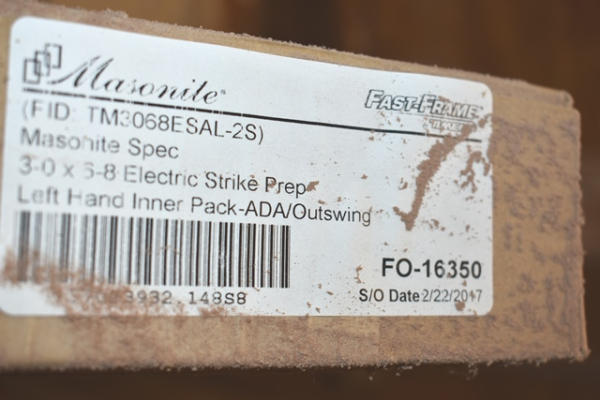 Masonite®
FAST-FRAME
(FID: TM3068ESAL-2S)
Masonite Spec
3-0 x 6-8 Electric Strike Prep
Left Hand Inner Pack-ADA/Outswing
FO-16350
S/O Date 2/22/2017
148S8